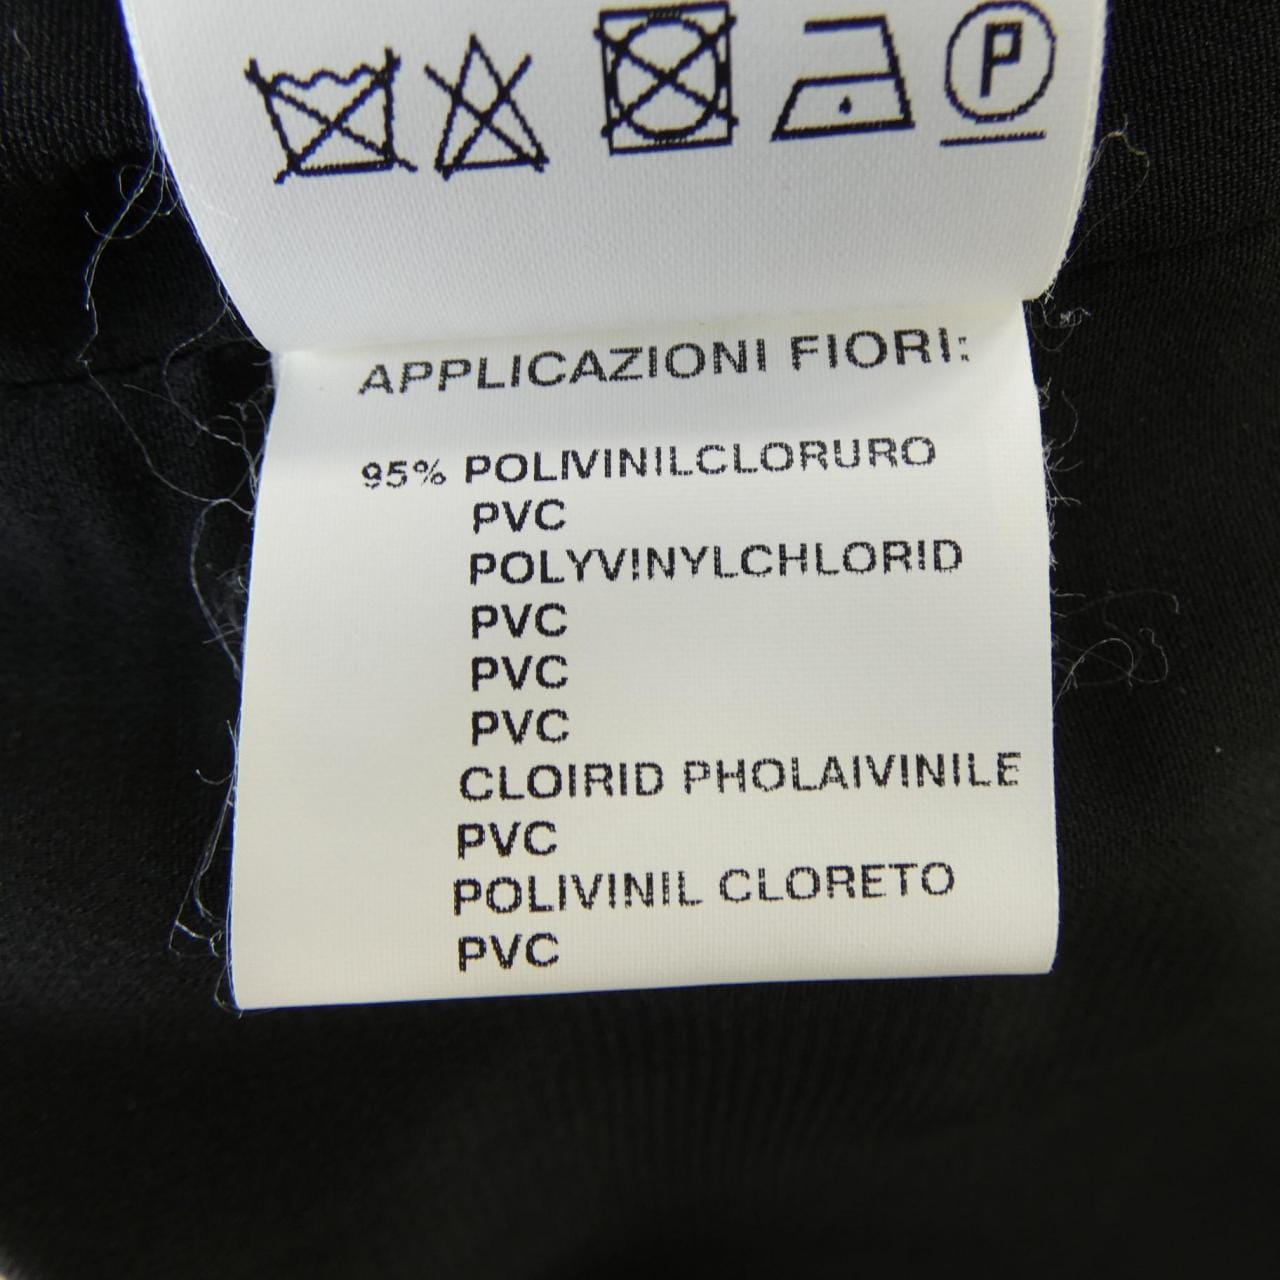 P
APPLICAZIONI FIORI:
95% POLIVINILCLORURO
PVC
POLYVINYLCHLORID
PVC
PVC
PVC
CLOIRID PHOLAIVINILE
PVC
POLIVINIL CLORETO
PVC